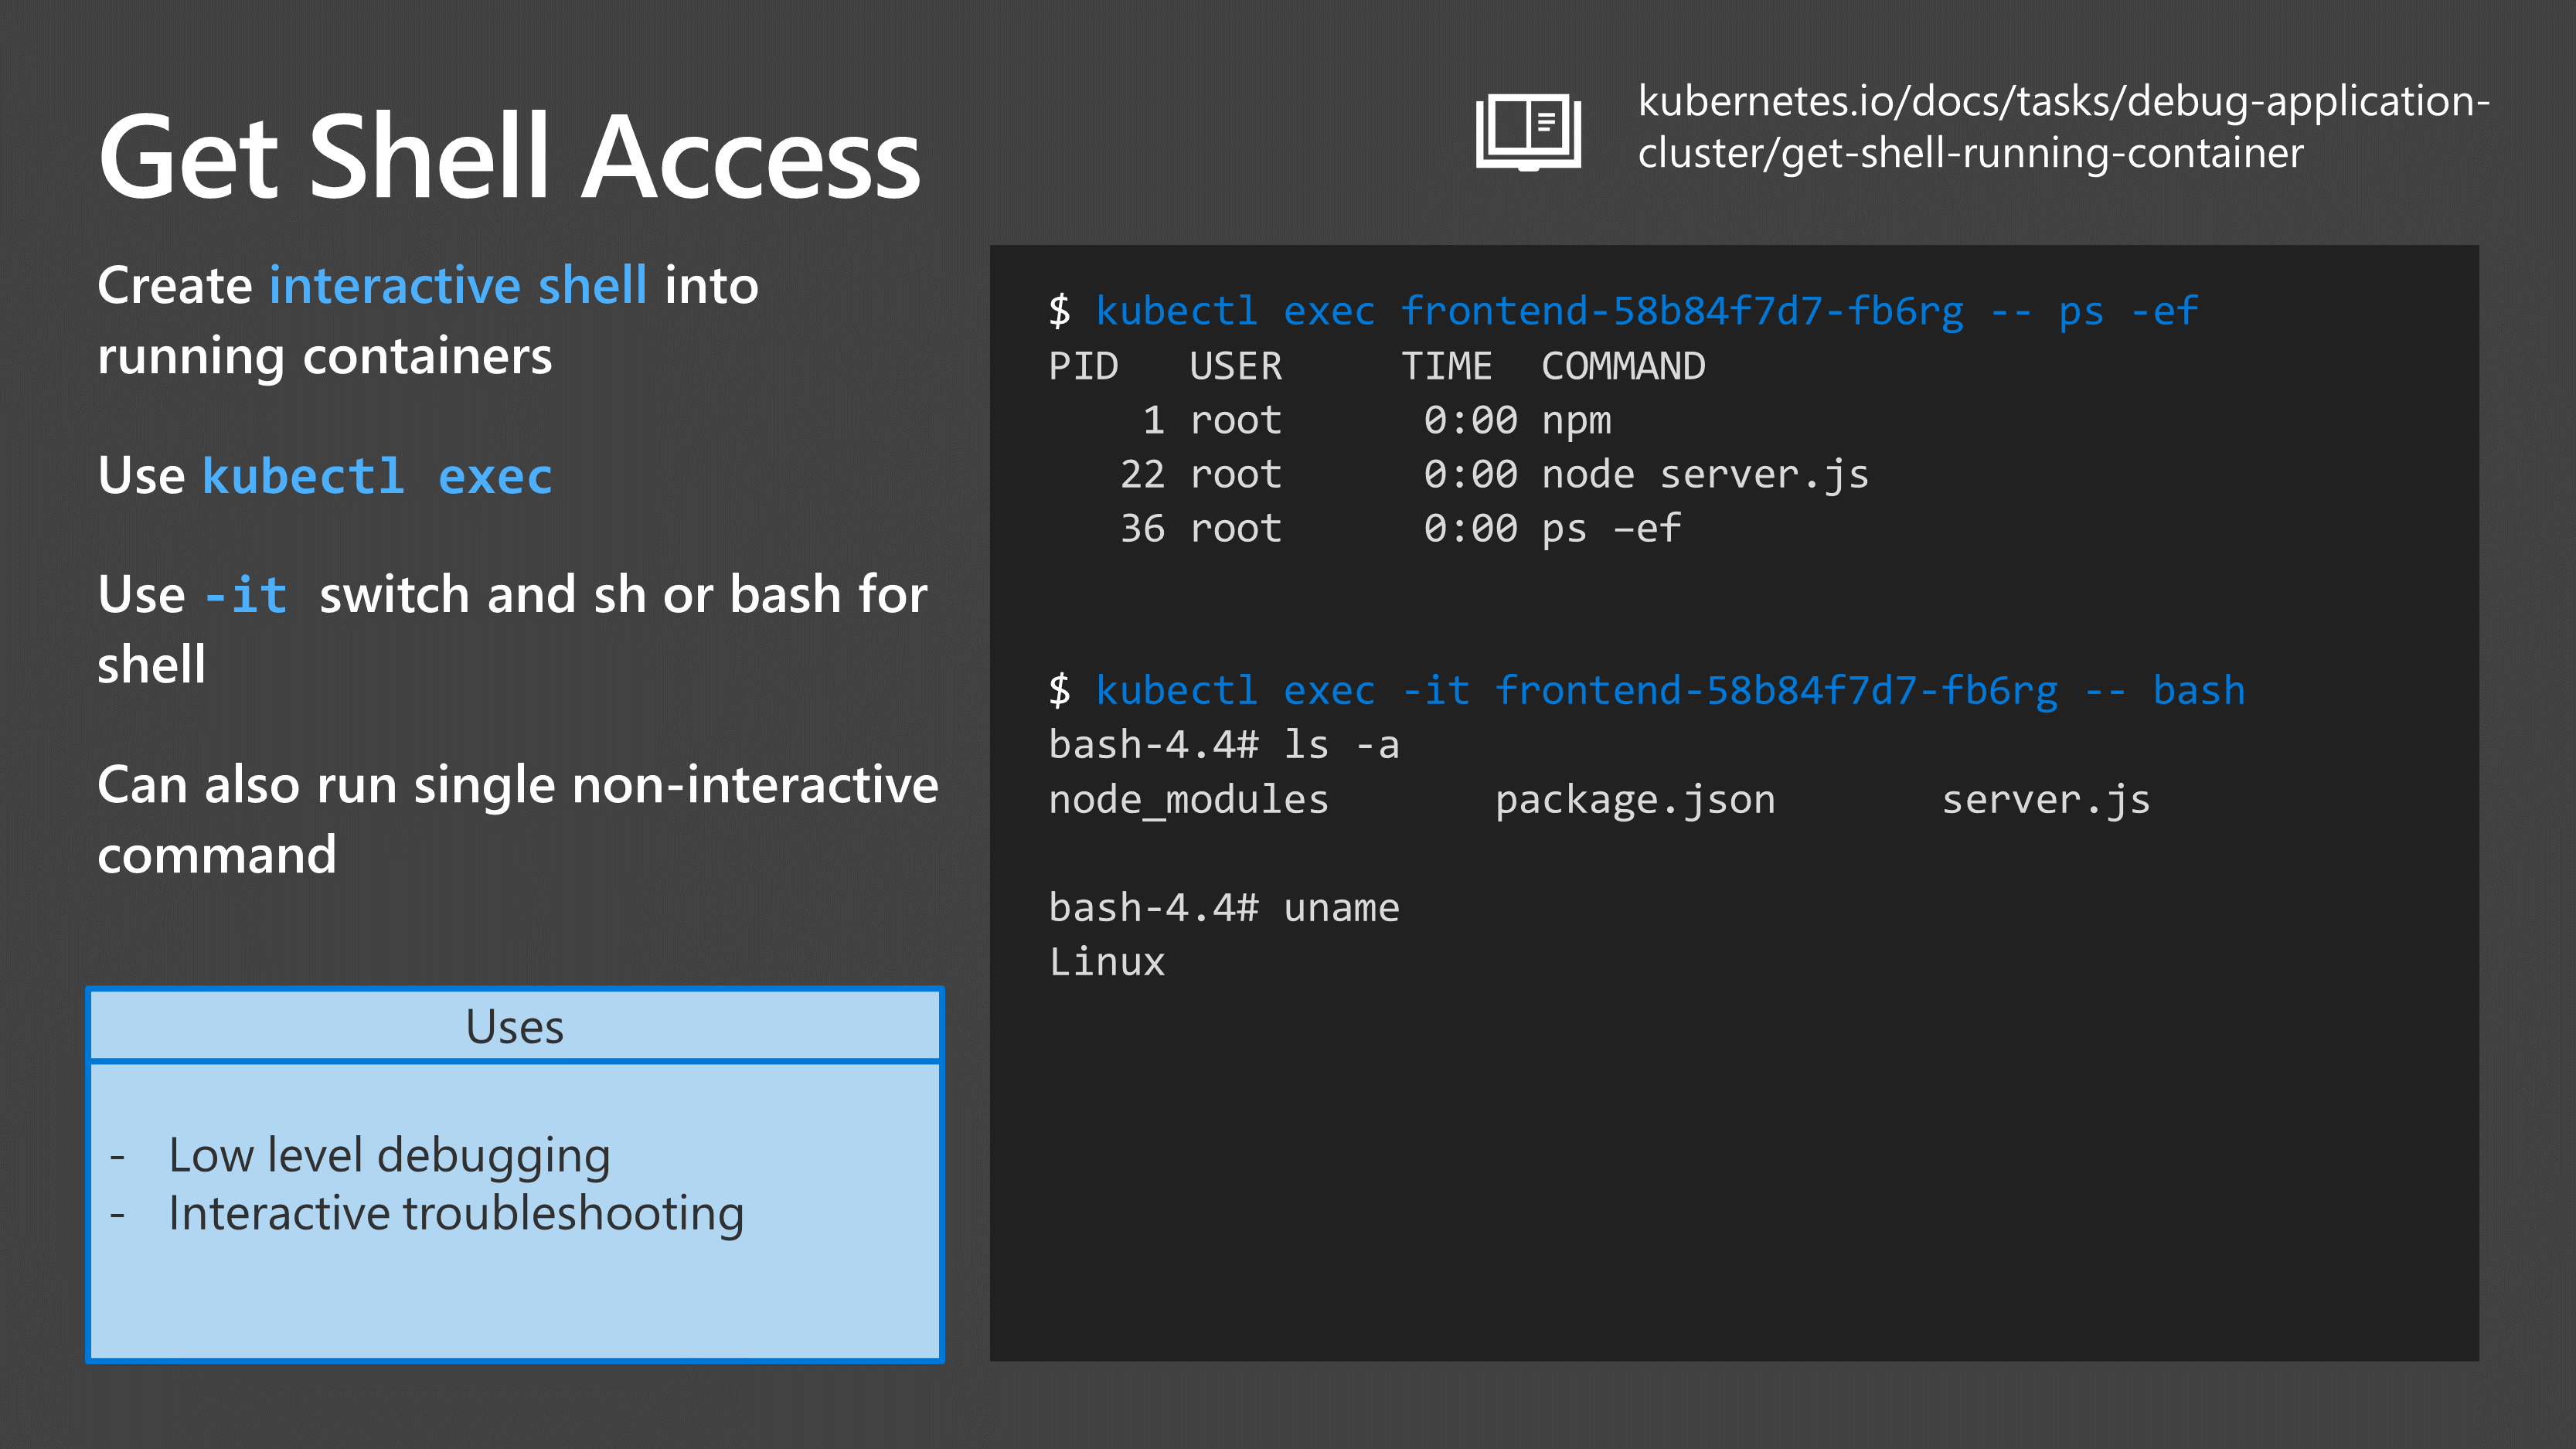 Get Shell Access
kubernetes.io/docs/tasks/debug-application-
cluster/get-shell-running-container
Create interactive shell into
running containers
Use kubectl exec
Use -it switch and sh or bash for
shell
Can also run single non-interactive
command
Uses
- Low level debugging
- Interactive troubleshooting
$ kubectl exec frontend-58b84f7d7-fb6rg -- ps -ef
PID   USER     TIME  COMMAND
    1 root      0:00 npm
   22 root      0:00 node server.js
   36 root      0:00 ps –ef
$ kubectl exec -it frontend-58b84f7d7-fb6rg -- bash
bash-4.4# ls -a
node_modules       package.json       server.js
bash-4.4# uname
Linux